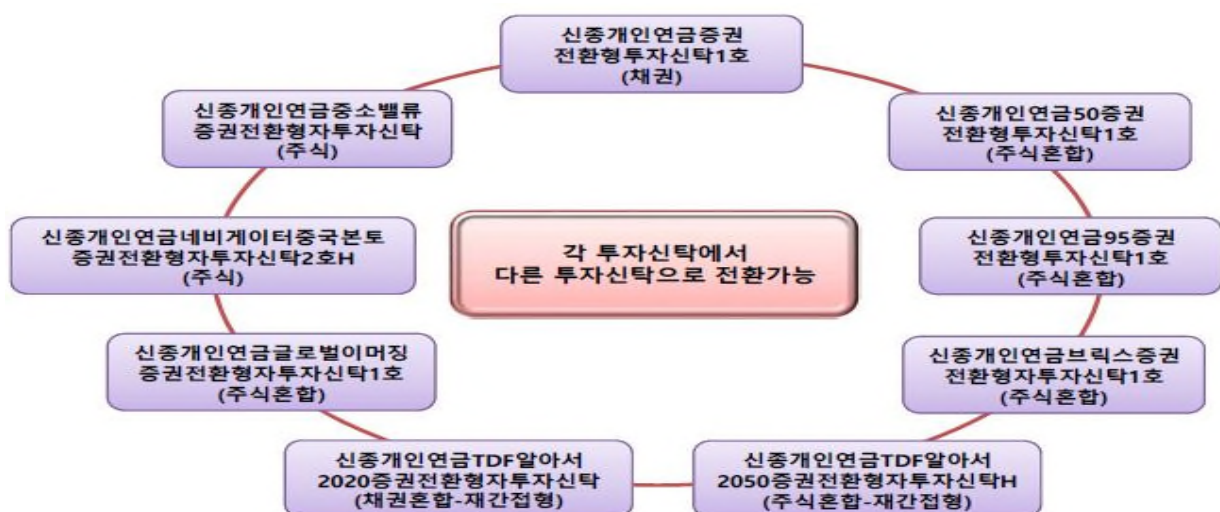 신종개인연금증권
전환형투자신탁1호
(채권)
신종개인연금50증권
전환형투자신탁1호
(주식혼합)
신종개인연금95증권
전환형투자신탁1호
(주식혼합)
신종개인연금브릭스증권
전환형자투자신탁1호
(주식혼합)
신종개인연금TDF알아서
2050증권전환형자투자신탁H
(주식혼합-재간접형)
신종개인연금TDF알아서
2020증권전환형자투자신탁
(채권혼합-재간접형)
신종개인연금글로벌이머징
증권전환형자투자신탁1호
(주식혼합)
신종개인연금네비게이터중국본토
증권전환형자투자신탁2호H
(주식)
신종개인연금중소밸류
증권전환형자투자신탁
(주식)
각 투자신탁에서
다른 투자신탁으로 전환가능